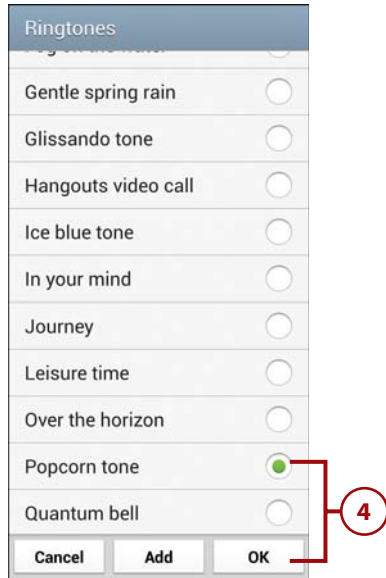 Ringtones
Gentle spring rain
Glissando tone
Hangouts video call
Ice blue tone
In your mind
Journey
Leisure time
Over the horizon
Popcorn tone
Quantum bell
Cancel Add OK
4